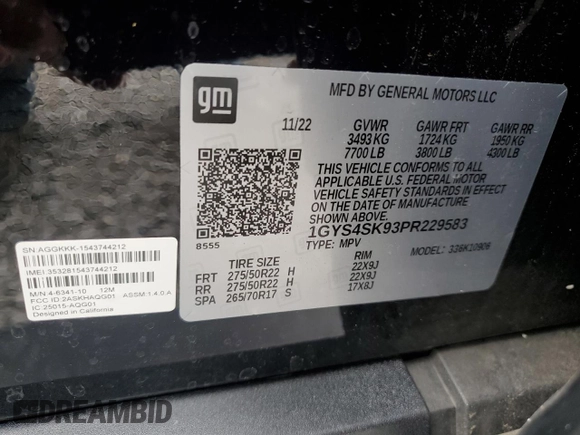 gm
MFD BY GENERAL MOTORS LLC
11/22 GVWR GAWR FRT GAWR RR
3493 KG 1724 KG 1950 KG
7700 LB 3800 LB 4300 LB
THIS VEHICLE CONFORMS TO ALL
APPLICABLE U.S. FEDERAL MOTOR
VEHICLE SAFETY STANDARDS IN EFFECT
ON THE DATE OF MANUFACTURE SHOWN ABOVE.
1GYS4SK93PR229583
8555 TYPE: MPV MODEL: 336K10906
TIRE SIZE RIM
FRT 275/50R22 H 22X9J
RR 275/50R22 H 22X9J
SPA 265/70R17 S 17X8J
SN:AGGKKK-1543744212
IMEI:353281543744212
M/N:4-6341-10 12M
FCC ID:2ASKHAQG01 ASSM:1.4.0.A
IC:25015-AQG01
Designed in California
DREAMBID